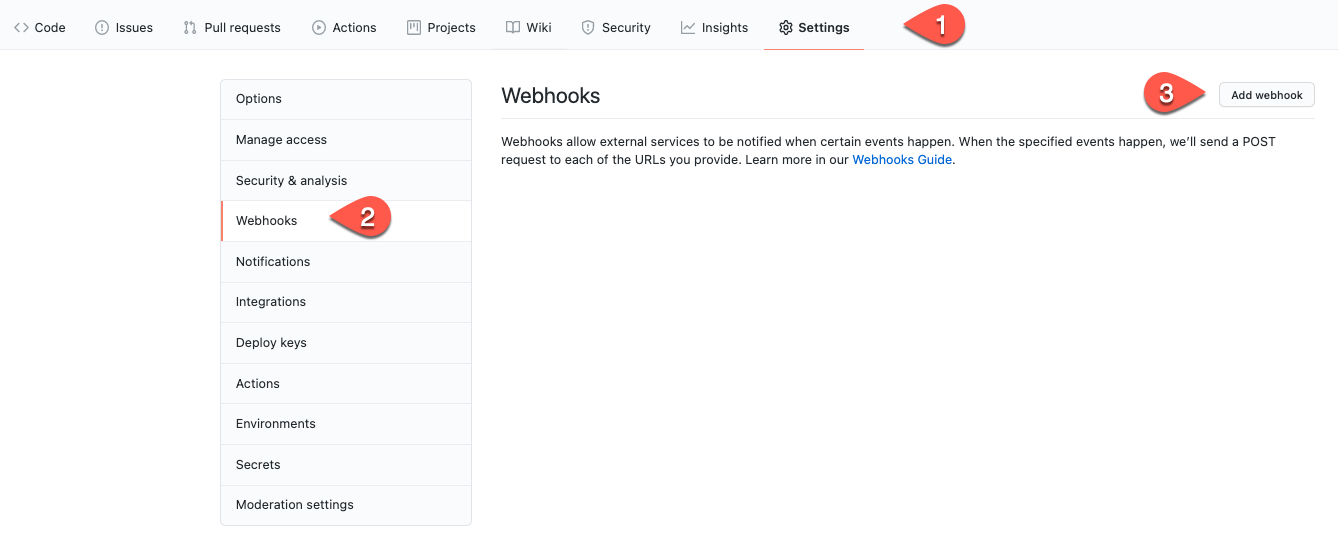 Code Issues Pull requests Actions Projects Wiki Security Insights Settings 1
Options
Manage access
Security & analysis
Webhooks 2
Notifications
Integrations
Deploy keys
Actions
Environments
Secrets
Moderation settings
Webhooks 3 Add webhook
Webhooks allow external services to be notified when certain events happen. When the specified events happen, we’ll send a POST
request to each of the URLs you provide. Learn more in our Webhooks Guide.